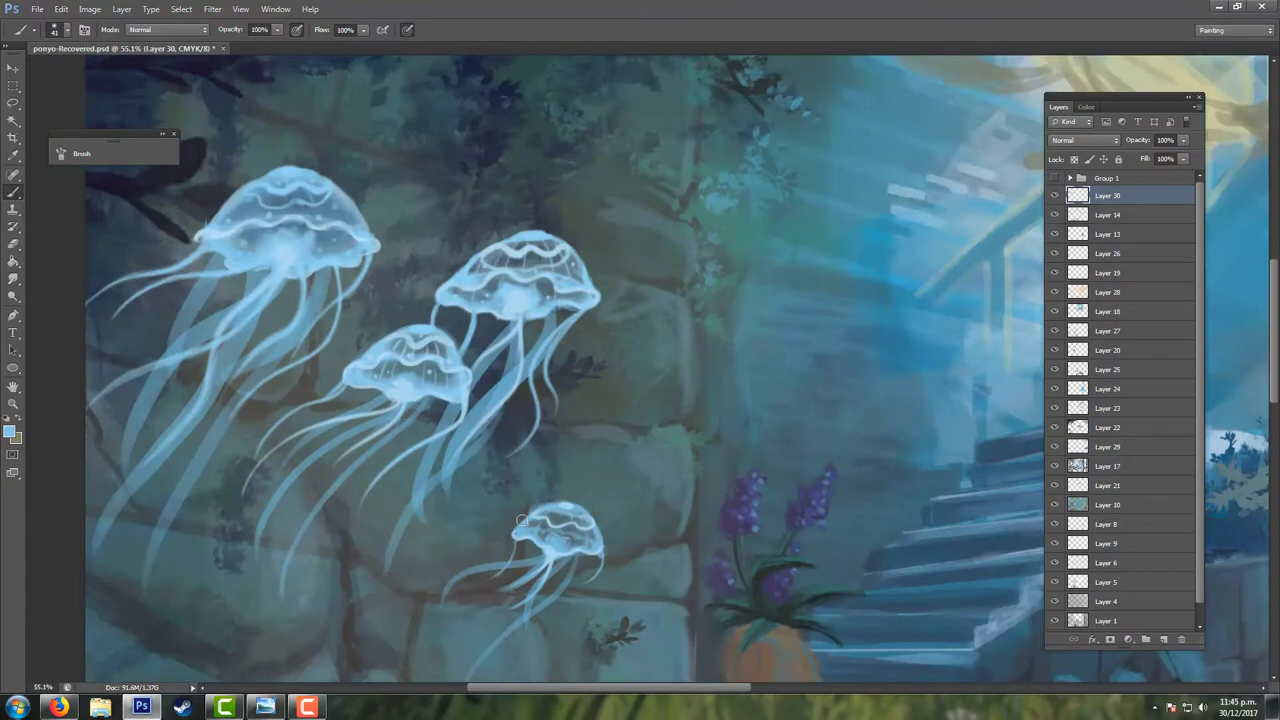 Ps File Edit Image Layer Type Select Filter View Window Help
41 Mode: Normal Opacity: 100% Flow: 100% Painting
ponyo-Recovered.psd @ 55.1% (Layer 30, CMYK/8) *
Brush
Layers Color
Kind
Normal Opacity: 100%
Lock: Fill: 100%
Group 1
Layer 30
Layer 14
Layer 13
Layer 26
Layer 19
Layer 28
Layer 18
Layer 27
Layer 20
Layer 25
Layer 24
Layer 23
Layer 22
Layer 29
Layer 17
Layer 21
Layer 10
Layer 8
Layer 9
Layer 6
Layer 5
Layer 4
Layer 1
fx
55.1% Doc: 91.6M/1.37G
Ps C C
11:45 p.m.
30/12/2017